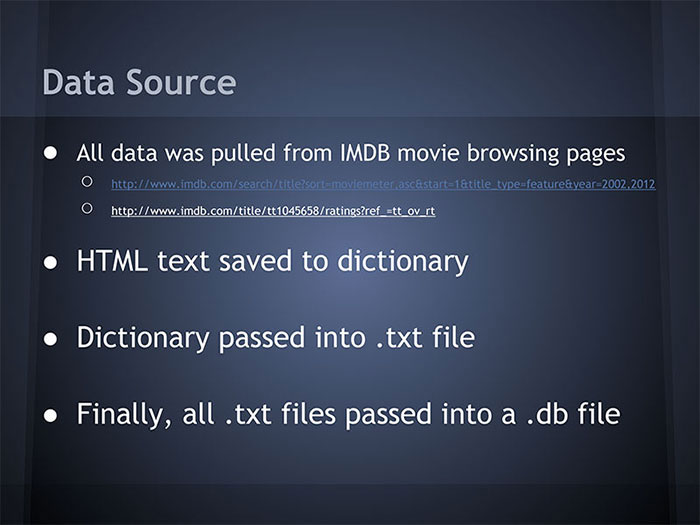 Data Source
● All data was pulled from IMDB movie browsing pages
○ http://www.imdb.com/search/title?sort=moviemeter,asc&start=1&title_type=feature&year=2002,2012
○ http://www.imdb.com/title/tt1045658/ratings?ref_=tt_ov_rt
● HTML text saved to dictionary
● Dictionary passed into .txt file
● Finally, all .txt files passed into a .db file